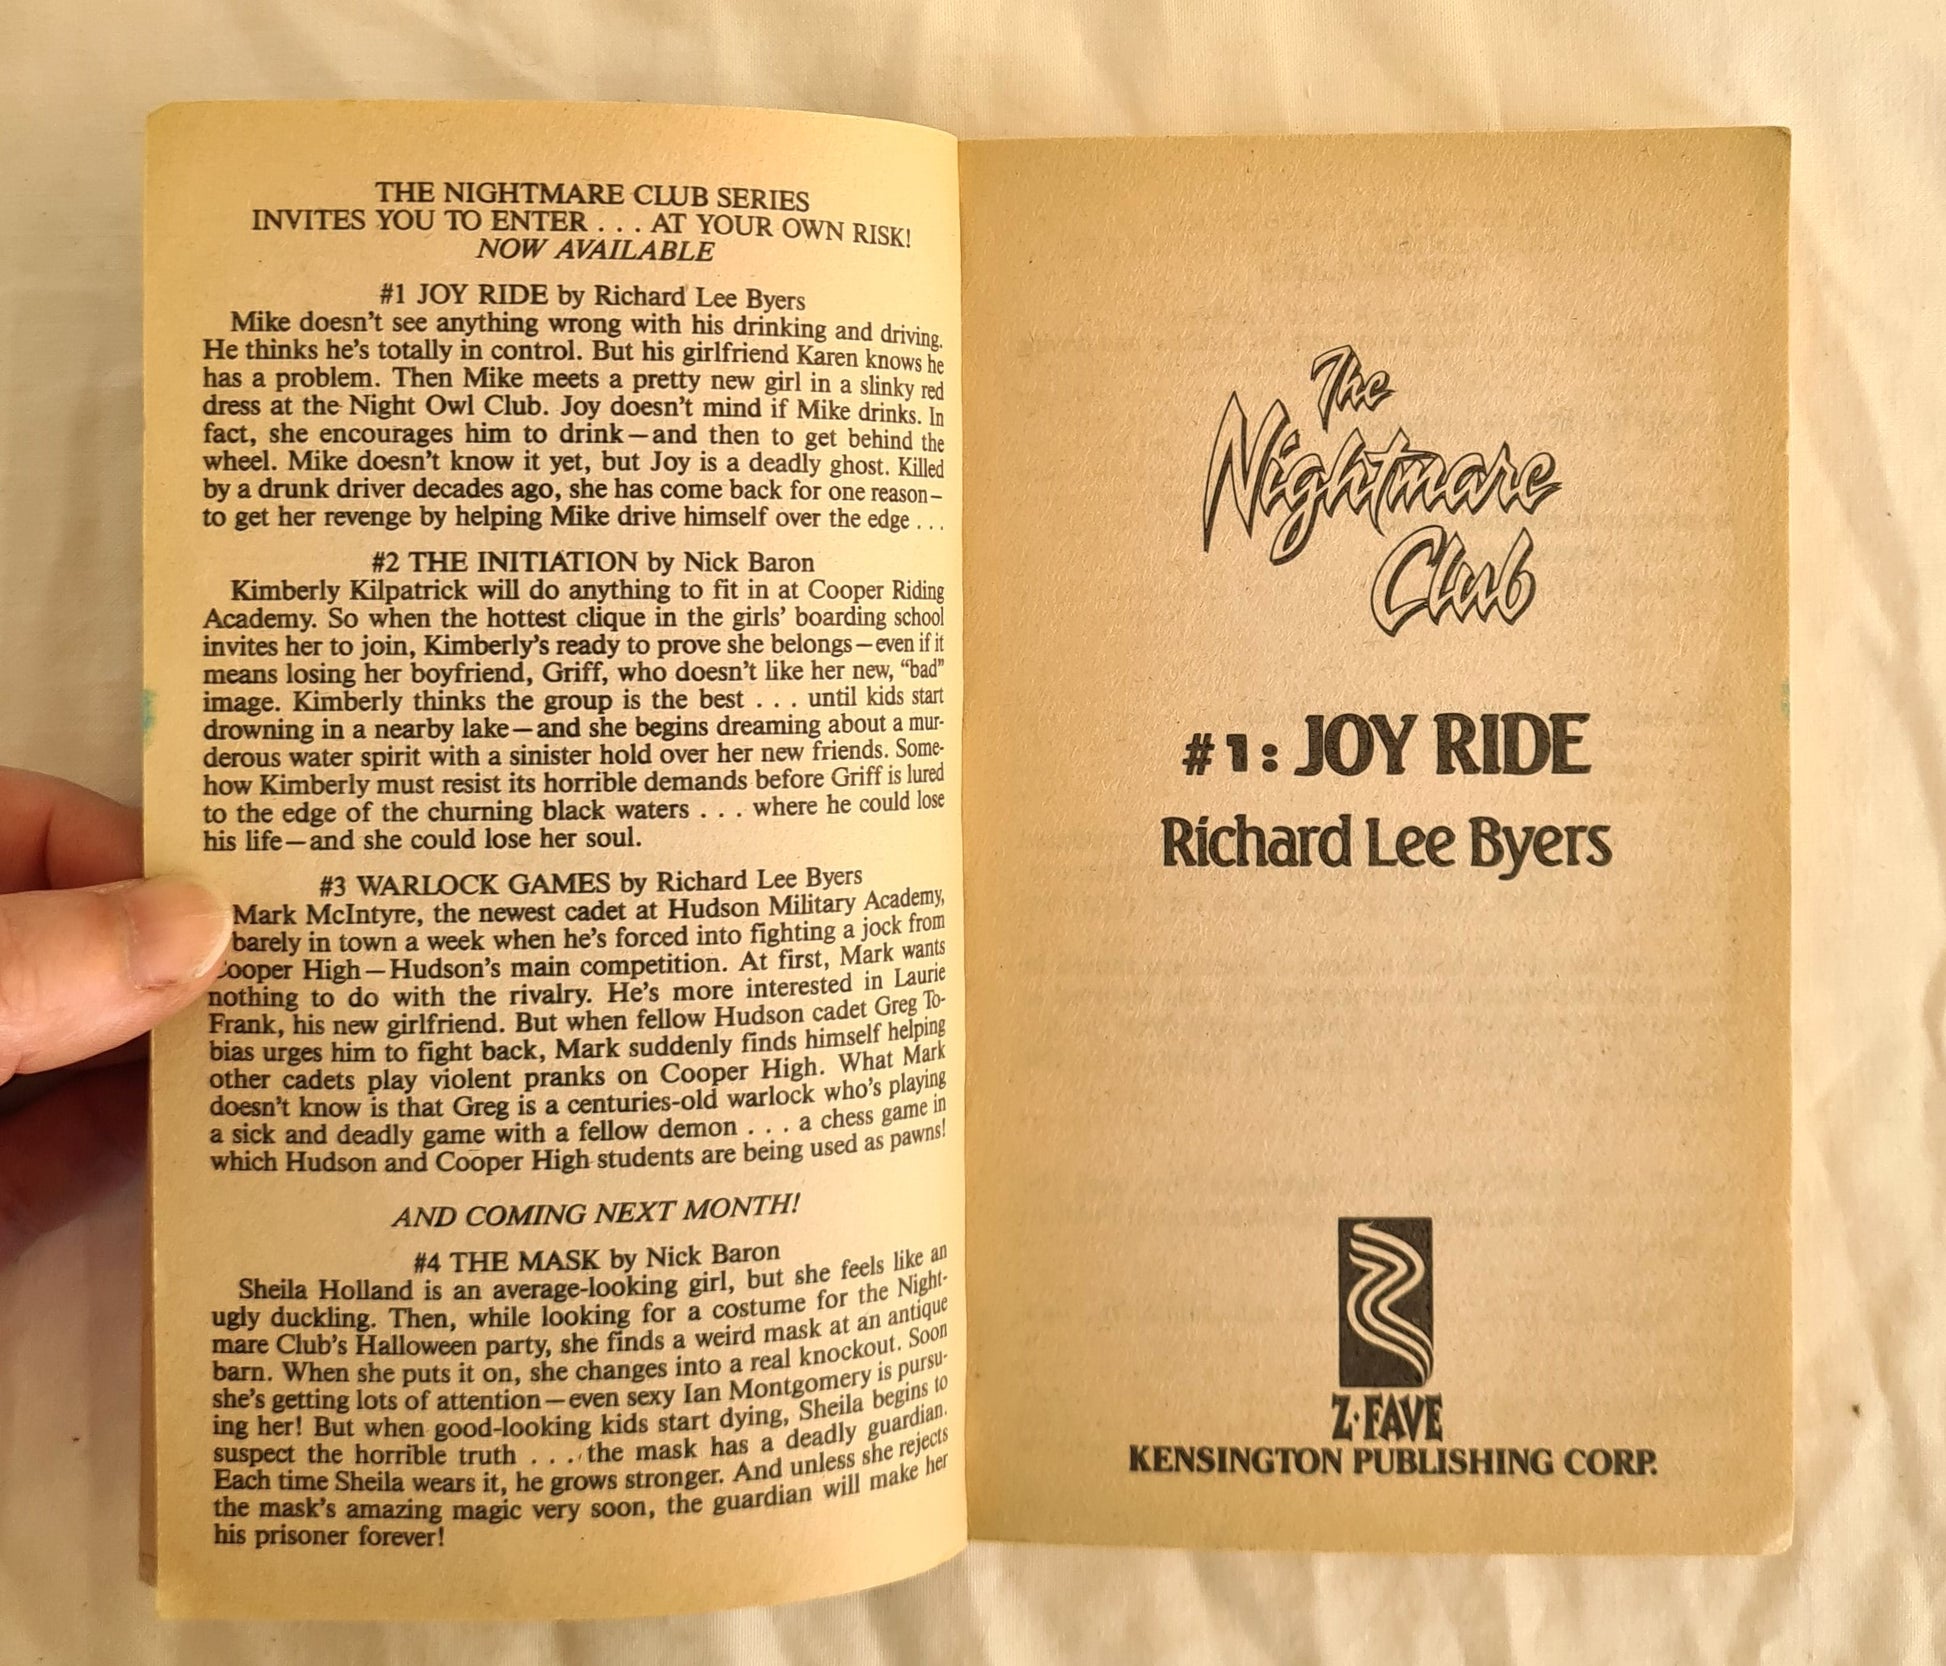 THE NIGHTMARE CLUB SERIES
INVITES YOU TO ENTER . . . AT YOUR OWN RISK!
NOW AVAILABLE
#1 JOY RIDE by Richard Lee Byers
Mike doesn't see anything wrong with his drinking and driving.
He thinks he's totally in control. But his girlfriend Karen knows he
has a problem. Then Mike meets a pretty new girl in a slinky red
dress at the Night Owl Club. Joy doesn't mind if Mike drinks. In
fact, she encourages him to drink—and then to get behind the
wheel. Mike doesn't know it yet, but Joy is a deadly ghost. Killed
by a drunk driver decades ago, she has come back for one reason—
to get her revenge by helping Mike drive himself over the edge . . .
#2 THE INITIATION by Nick Baron
Kimberly Kilpatrick will do anything to fit in at Cooper Riding
Academy. So when the hottest clique in the girls' boarding school
invites her to join, Kimberly's ready to prove she belongs—even if it
means losing her boyfriend, Griff, who doesn't like her new, "bad"
image. Kimberly thinks the group is the best . . . until kids start
drowning in a nearby lake—and she begins dreaming about a mur-
derous water spirit with a sinister hold over her new friends. Some-
how Kimberly must resist its horrible demands before Griff is lured
to the edge of the churning black waters . . . where he could lose
his life—and she could lose her soul.
#3 WARLOCK GAMES by Richard Lee Byers
Mark McIntyre, the newest cadet at Hudson Military Academy,
barely in town a week when he's forced into fighting a jock from
Cooper High—Hudson's main competition. At first, Mark wants
nothing to do with the rivalry. He's more interested in Laurie
Frank, his new girlfriend. But when fellow Hudson cadet Greg To-
bias urges him to fight back, Mark suddenly finds himself helping
other cadets play violent pranks on Cooper High. What Mark
doesn't know is that Greg is a centuries-old warlock who's playing
a sick and deadly game with a fellow demon . . . a chess game in
which Hudson and Cooper High students are being used as pawns!
AND COMING NEXT MONTH!
#4 THE MASK by Nick Baron
Sheila Holland is an average-looking girl, but she feels like an
ugly duckling. Then, while looking for a costume for the Night-
mare Club's Halloween party, she finds a weird mask at an antique
barn. When she puts it on, she changes into a real knockout. Soon
she's getting lots of attention—even sexy Ian Montgomery is pursu-
ing her! But when good-looking kids start dying, Sheila begins to
suspect the horrible truth . . . the mask has a deadly guardian.
Each time Sheila wears it, he grows stronger. And unless she rejects
the mask's amazing magic very soon, the guardian will make her
his prisoner forever!
The
Nightmare
Club
#1: JOY RIDE
Richard Lee Byers
Z•FAVE
KENSINGTON PUBLISHING CORP.